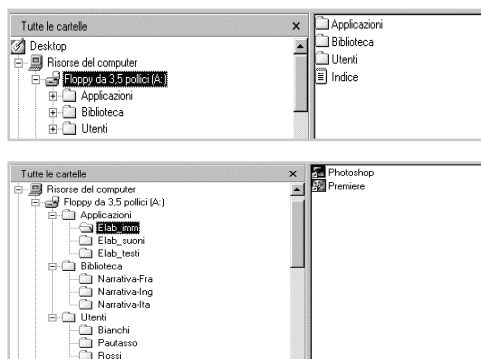 Tutte le cartelle
Desktop
Risorse del computer
Floppy da 3,5 pollici (A:)
Applicazioni
Biblioteca
Utenti
Applicazioni
Biblioteca
Utenti
Indice
Tutte le cartelle
Risorse del computer
Floppy da 3,5 pollici (A:)
Applicazioni
Elab_imm
Elab_suoni
Elab_testi
Biblioteca
Narrativa-Fra
Narrativa-Ing
Narrativa-Ita
Utenti
Bianchi
Pautasso
Rossi
Photoshop
Premiere